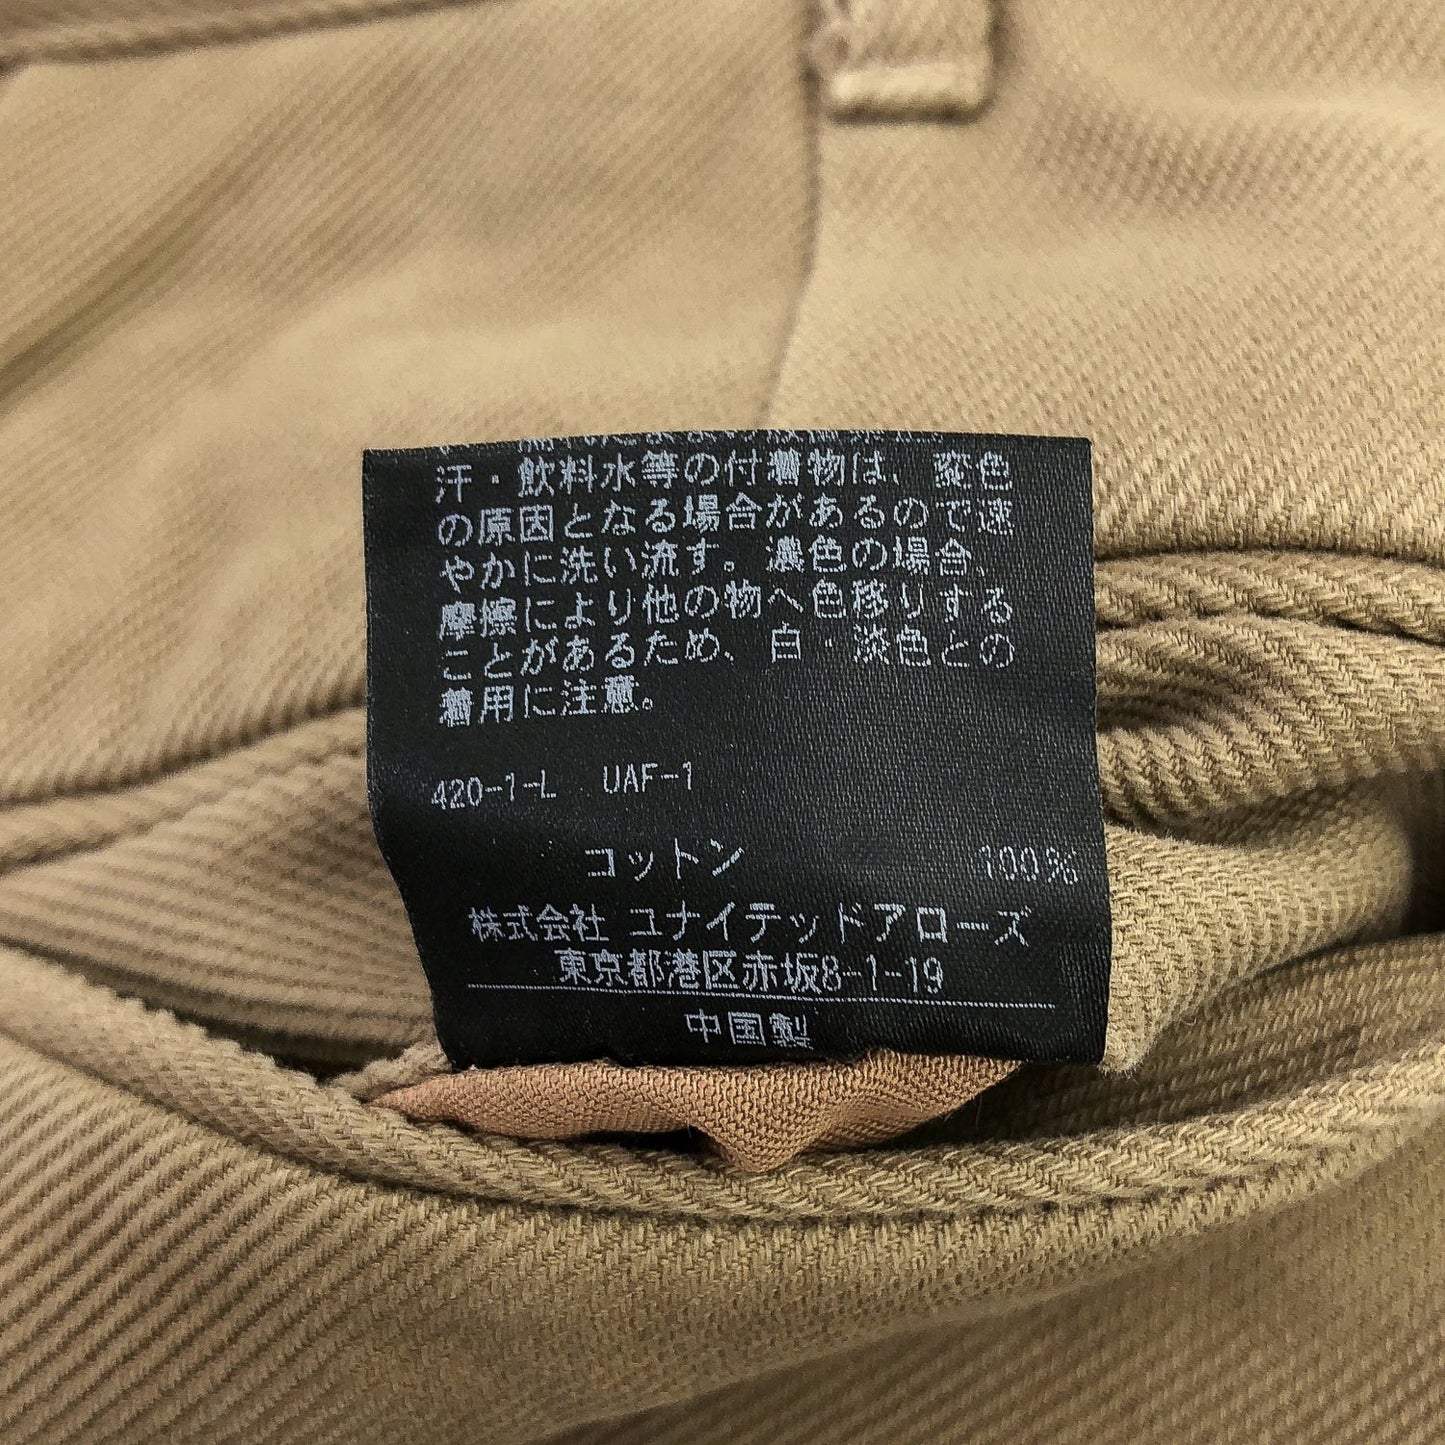 汗・飲料水等の付着物は、変色
の原因となる場合があるので速
やかに洗い流す。濃色の場合、
摩擦により他の物へ色移りする
ことがあるため、白・淡色との
着用に注意。
420-1-L UAF-1
コットン 100%
株式会社 ユナイテッドアローズ
東京都港区赤坂8-1-19
中国製